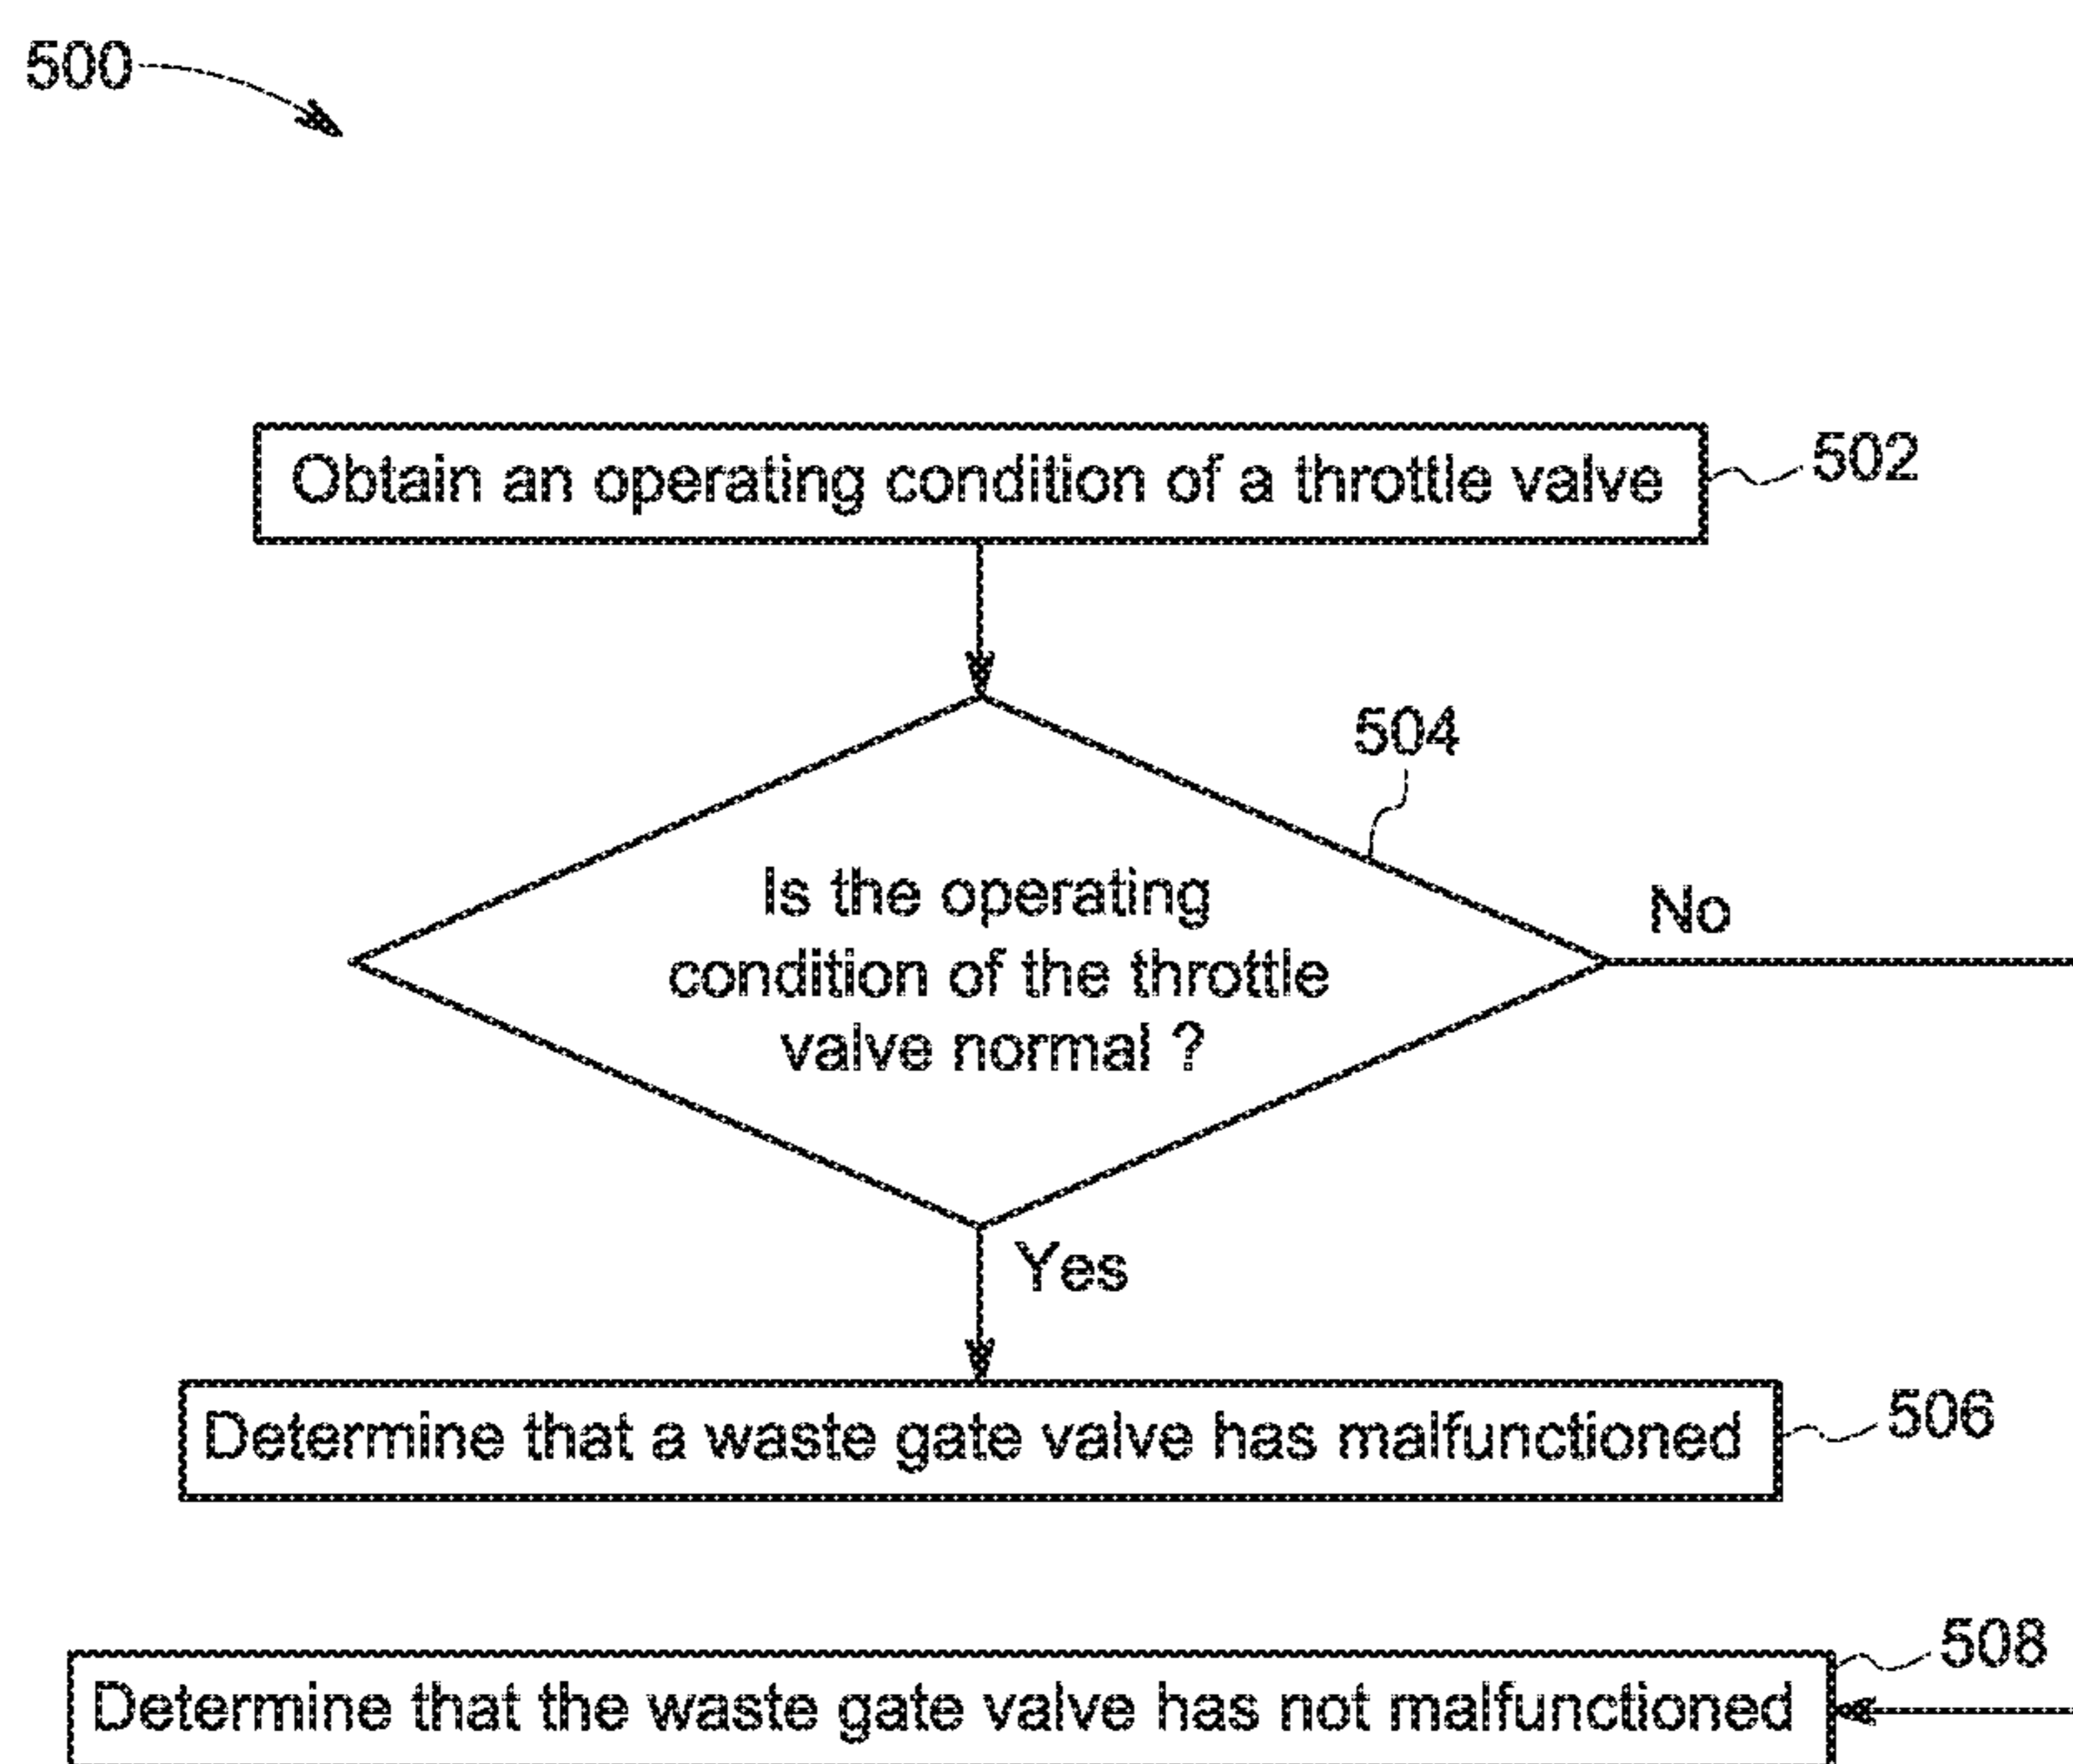 500
Obtain an operating condition of a throttle valve
502
504
Is the operating
condition of the throttle
valve normal ?
No
Yes
Determine that a waste gate valve has malfunctioned
506
508
Determine that the waste gate valve has not malfunctioned